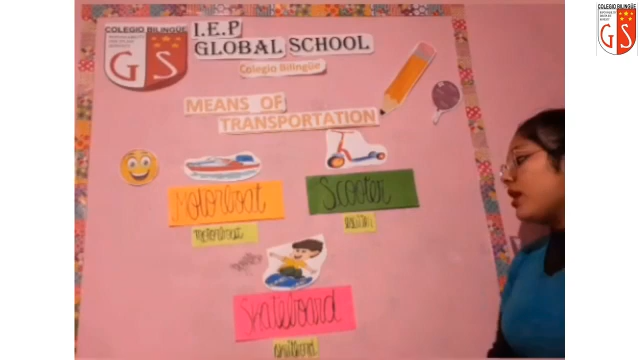 COLEGIO BILINGÜE
GS
I.E.P
GLOBAL SCHOOL
Colegio Bilingüe
MEANS OF
TRANSPORTATION
Motorboat
Scooter
Skateboard
COLEGIO BILINGÜE
GS